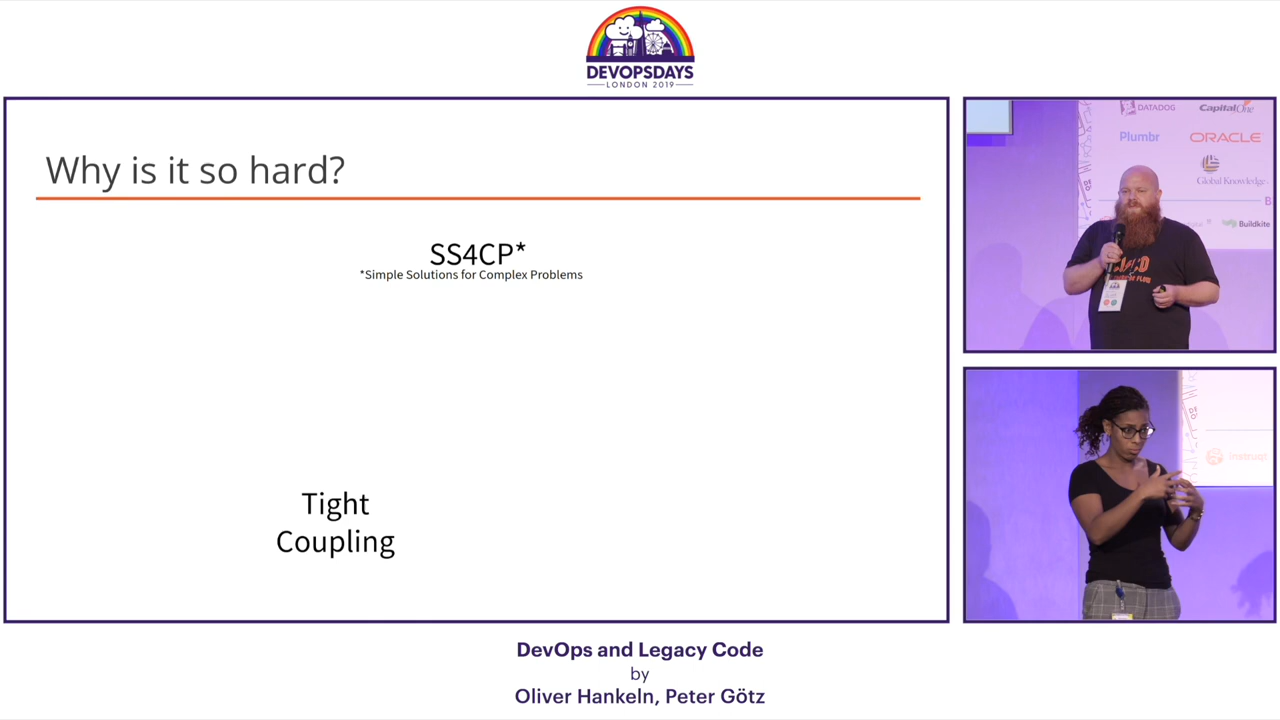 DEVOPSDAYS
LONDON 2019
Why is it so hard?
SS4CP*
*Simple Solutions for Complex Problems
Tight
Coupling
DATADOG
Capital One
Plumbr
ORACLE
Global Knowledge
B
Buildkite
instruqt
DevOps and Legacy Code
by
Oliver Hankeln, Peter Götz